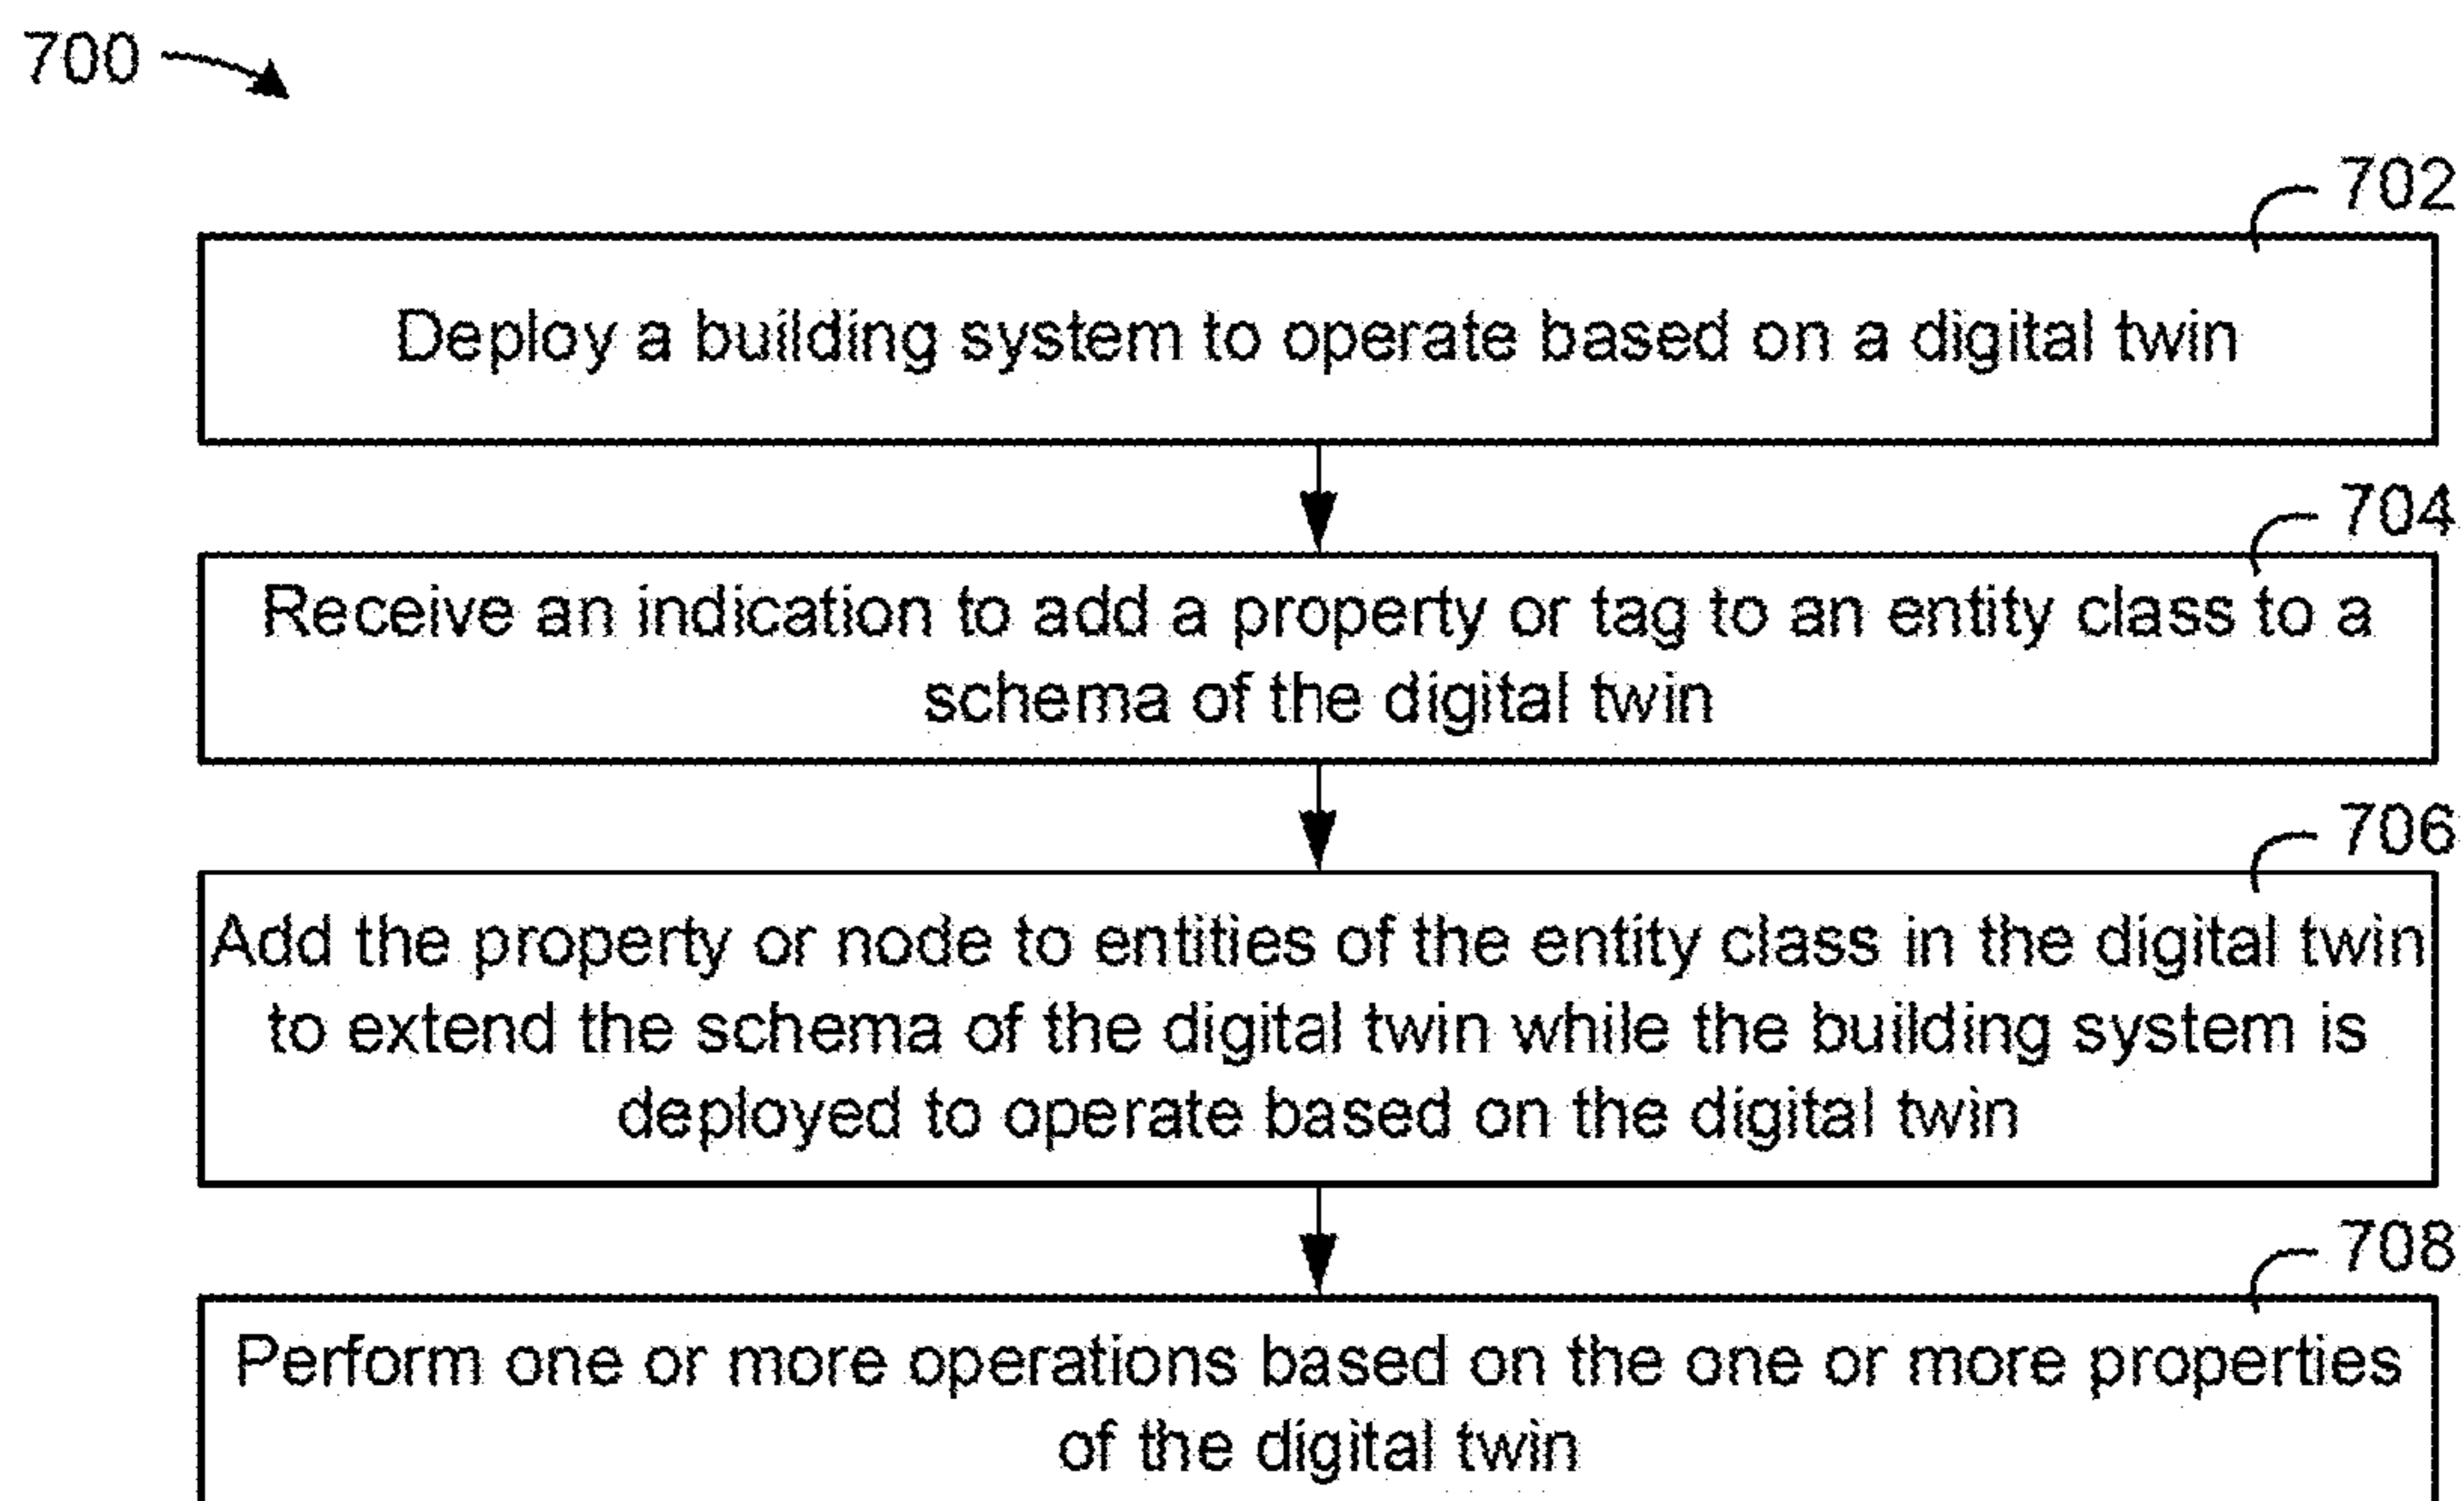 700
702
Deploy a building system to operate based on a digital twin
704
Receive an indication to add a property or tag to an entity class to a
schema of the digital twin
706
Add the property or node to entities of the entity class in the digital twin
to extend the schema of the digital twin while the building system is
deployed to operate based on the digital twin
708
Perform one or more operations based on the one or more properties
of the digital twin